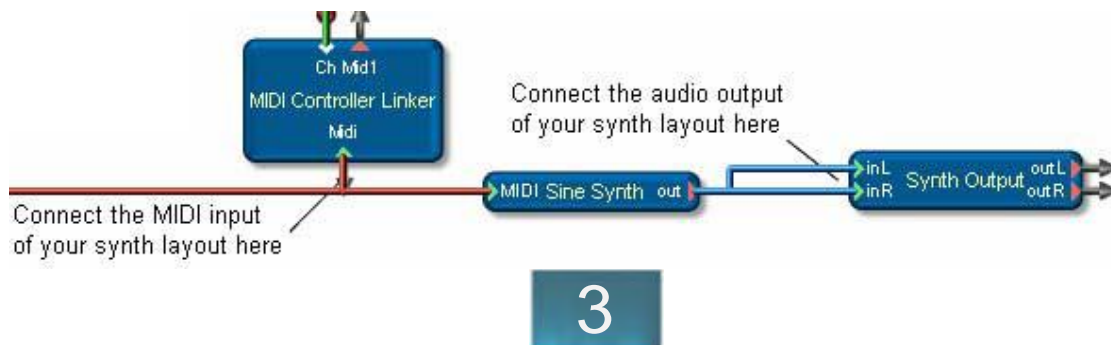 Ch Mid1
MIDI Controller Linker
Midi
Connect the audio output
of your synth layout here
MIDI Sine Synth out
inL Synth Output outL
inR outR
Connect the MIDI input
of your synth layout here
3